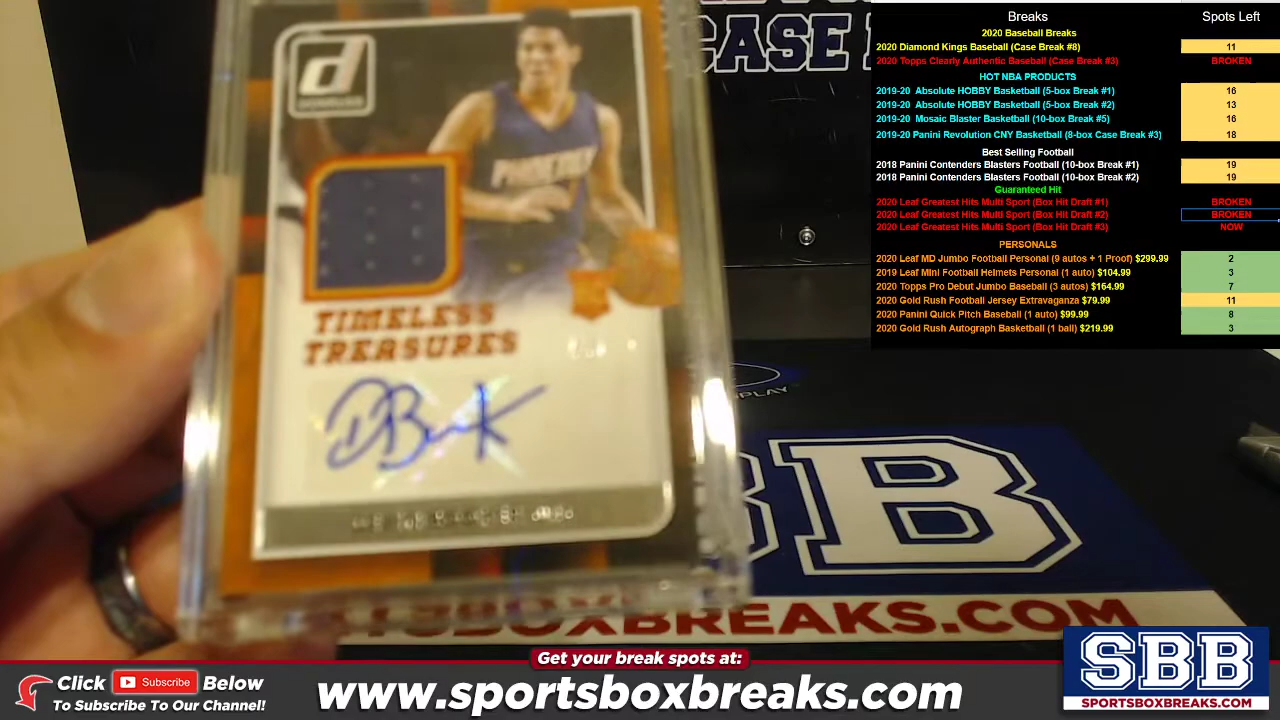 d
DONRUSS
PHOENIX
TIMELESS
TREASURES
CASE
PLAY
B
BOXBREAKS.COM
Breaks Spots Left
2020 Baseball Breaks
2020 Diamond Kings Baseball (Case Break #8) 11
2020 Topps Clearly Authentic Baseball (Case Break #3) BROKEN
HOT NBA PRODUCTS
2019-20 Absolute HOBBY Basketball (5-box Break #1) 16
2019-20 Absolute HOBBY Basketball (5-box Break #2) 13
2019-20 Mosaic Blaster Basketball (10-box Break #5) 16
2019-20 Panini Revolution CNY Basketball (8-box Case Break #3) 18
Best Selling Football
2018 Panini Contenders Blasters Football (10-box Break #1) 19
2018 Panini Contenders Blasters Football (10-box Break #2) 19
Guaranteed Hit
2020 Leaf Greatest Hits Multi Sport (Box Hit Draft #1) BROKEN
2020 Leaf Greatest Hits Multi Sport (Box Hit Draft #2) BROKEN
2020 Leaf Greatest Hits Multi Sport (Box Hit Draft #3) NOW
PERSONALS
2020 Leaf MD Jumbo Football Personal (9 autos + 1 Proof) $299.99 2
2019 Leaf Mini Football Helmets Personal (1 auto) $104.99 3
2020 Topps Pro Debut Jumbo Baseball (3 autos) $164.99 7
2020 Gold Rush Football Jersey Extravaganza $79.99 11
2020 Panini Quick Pitch Baseball (1 auto) $99.99 8
2020 Gold Rush Autograph Basketball (1 ball) $219.99 3
Get your break spots at:
Click Subscribe Below
To Subscribe To Our Channel!
www.sportsboxbreaks.com
SBB
SPORTSBOXBREAKS.COM